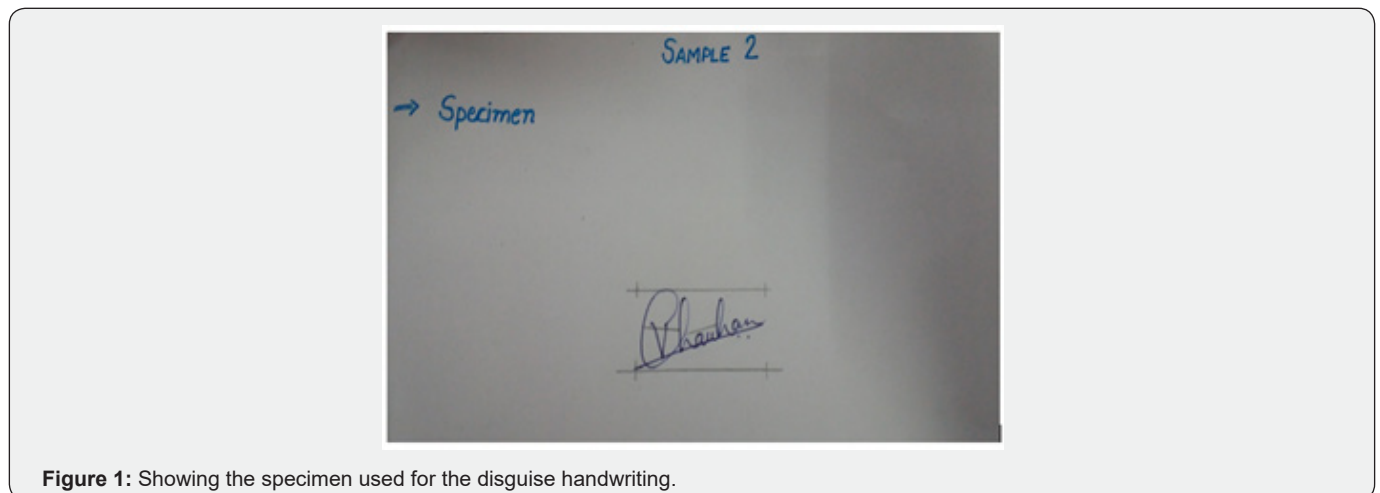 SAMPLE 2
→ Specimen
Chauhan
Figure 1: Showing the specimen used for the disguise handwriting.